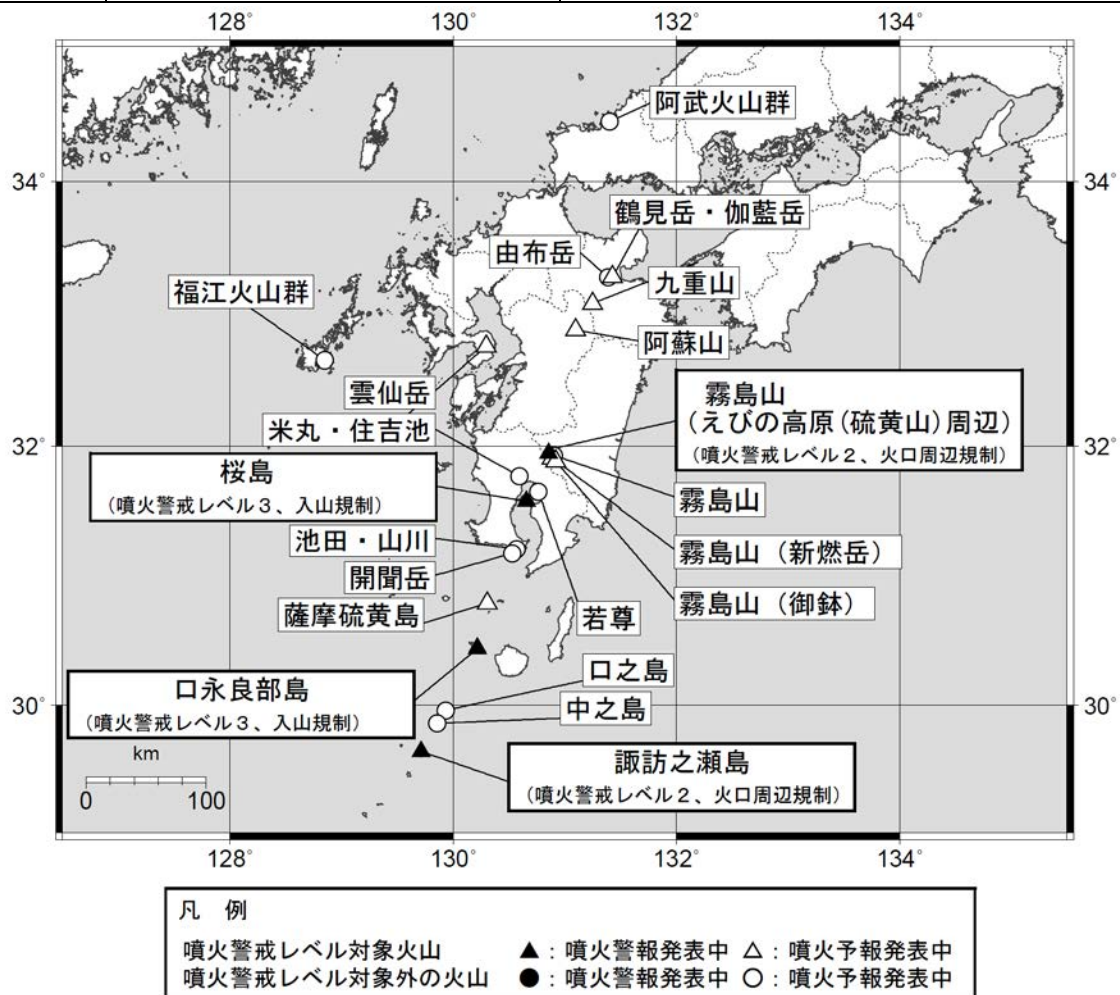 128° 130° 132° 134°
阿武火山群
34° 34°
鶴見岳・伽藍岳
由布岳
九重山
福江火山群
阿蘇山
雲仙岳
霧島山
(えびの高原(硫黄山)周辺)
(噴火警戒レベル2、火口周辺規制)
米丸・住吉池
32° 32°
桜島
(噴火警戒レベル3、入山規制)
霧島山
池田・山川
霧島山(新燃岳)
開聞岳
霧島山(御鉢)
薩摩硫黄島
若尊
口之島
口永良部島
(噴火警戒レベル3、入山規制)
30° 30°
中之島
諏訪之瀬島
(噴火警戒レベル2、火口周辺規制)
km
0 100
128° 130° 132° 134°
凡 例
噴火警戒レベル対象火山 ▲:噴火警報発表中 △:噴火予報発表中
噴火警戒レベル対象外の火山 ●:噴火警報発表中 ○:噴火予報発表中